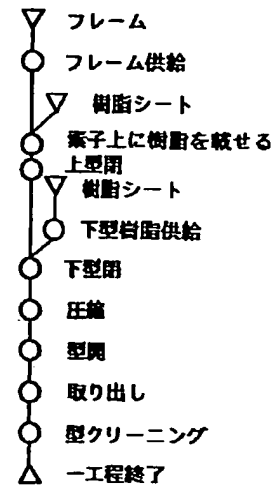 フレーム
フレーム供給
樹脂シート
素子上に樹脂を載せる
上型閉
樹脂シート
下型樹脂供給
下型閉
圧縮
型開
取り出し
型クリーニング
一工程終了